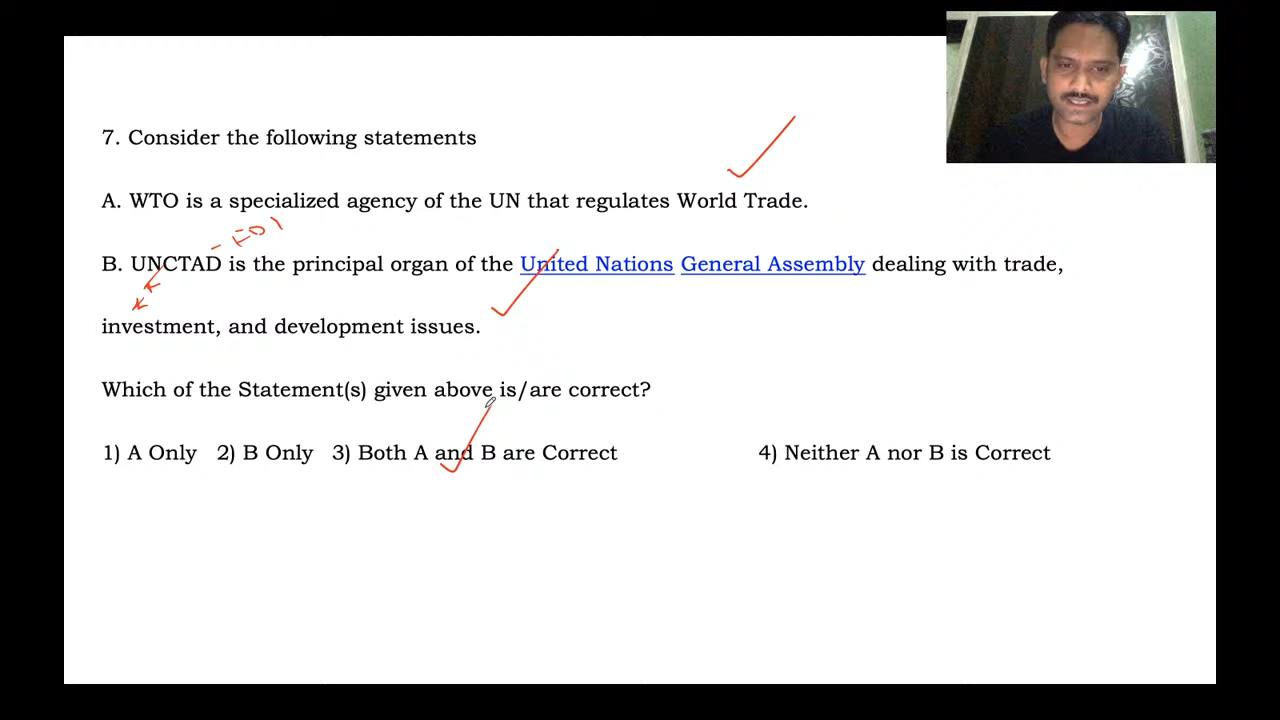 7. Consider the following statements
A. WTO is a specialized agency of the UN that regulates World Trade.
- FDI
B. UNCTAD is the principal organ of the United Nations General Assembly dealing with trade,
investment, and development issues.
Which of the Statement(s) given above is/are correct?
1) A Only 2) B Only 3) Both A and B are Correct 4) Neither A nor B is Correct